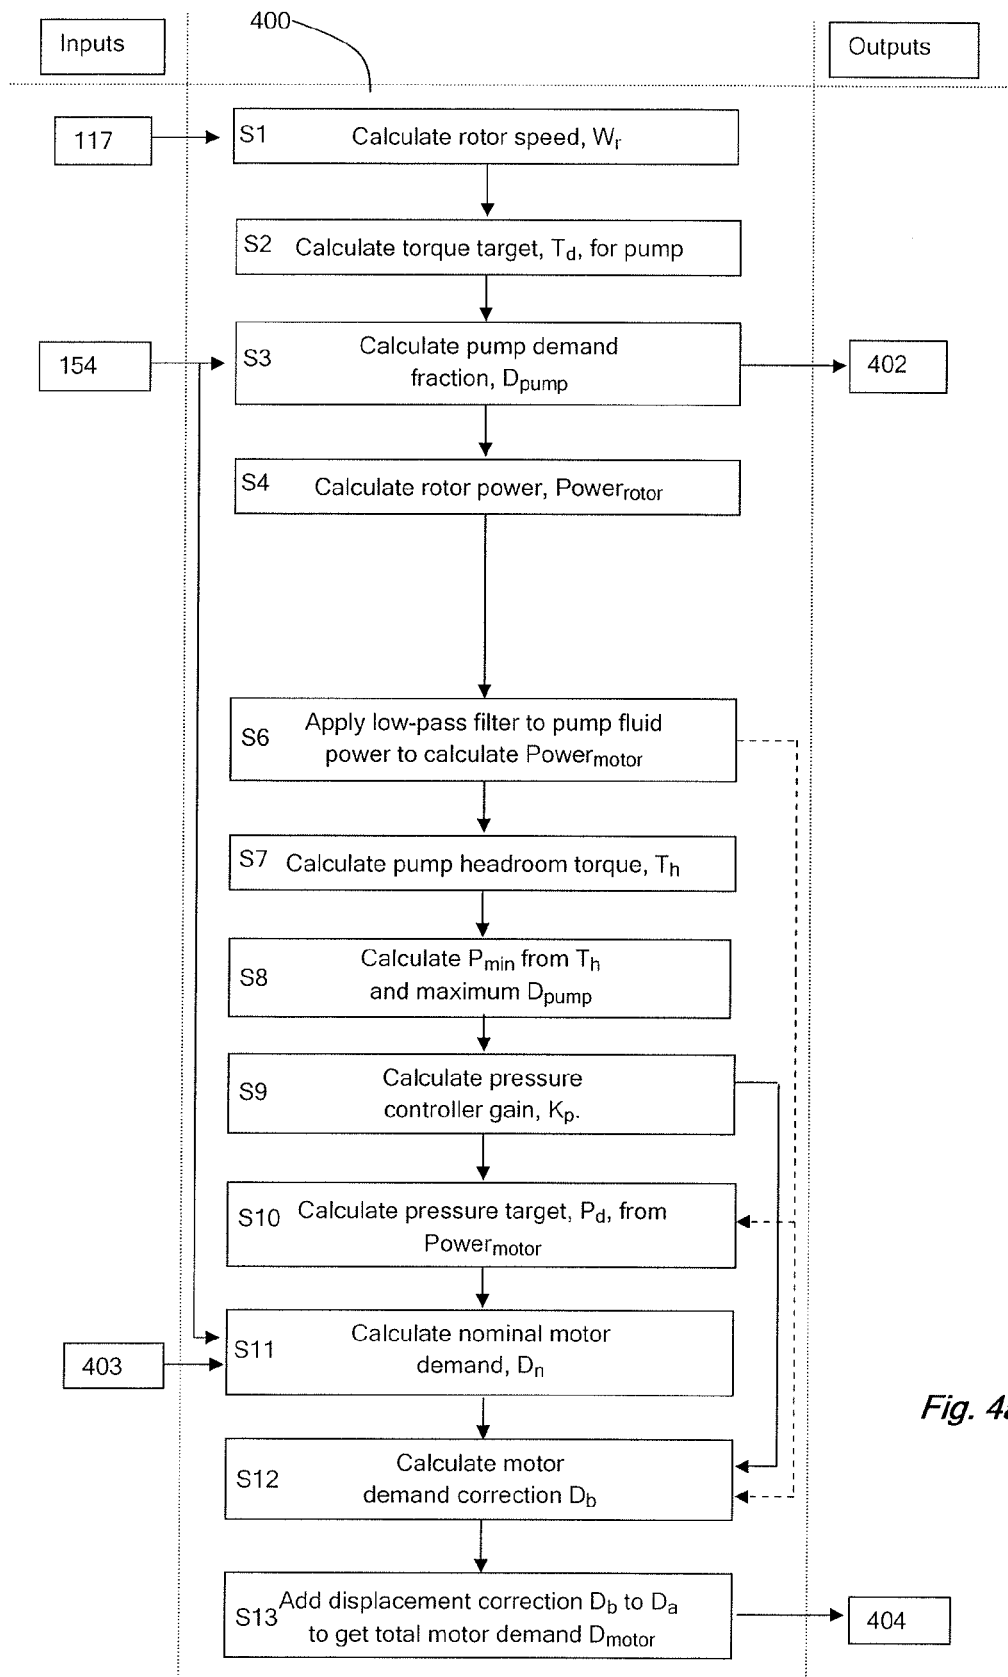 Inputs
400
Outputs
117
S1 Calculate rotor speed, Wr
S2 Calculate torque target, Td, for pump
154
S3 Calculate pump demand
fraction, Dpump
402
S4 Calculate rotor power, Powerrotor
S6 Apply low-pass filter to pump fluid
power to calculate Powermotor
S7 Calculate pump headroom torque, Th
S8 Calculate Pmin from Th
and maximum Dpump
S9 Calculate pressure
controller gain, Kp.
S10 Calculate pressure target, Pd, from
Powermotor
S11 Calculate nominal motor
demand, Dn
403
Fig. 4a
S12 Calculate motor
demand correction Db
S13 Add displacement correction Db to Da
to get total motor demand Dmotor
404